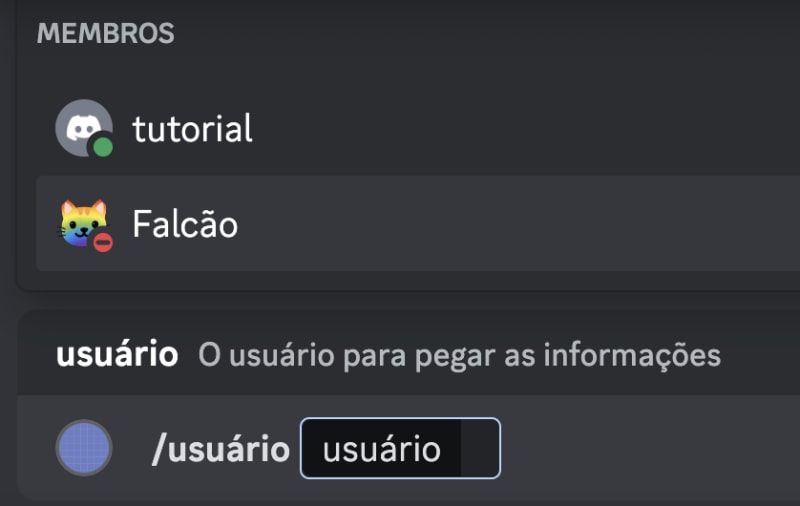 MEMBROS
tutorial
Falcão
usuário O usuário para pegar as informações
/usuário usuário